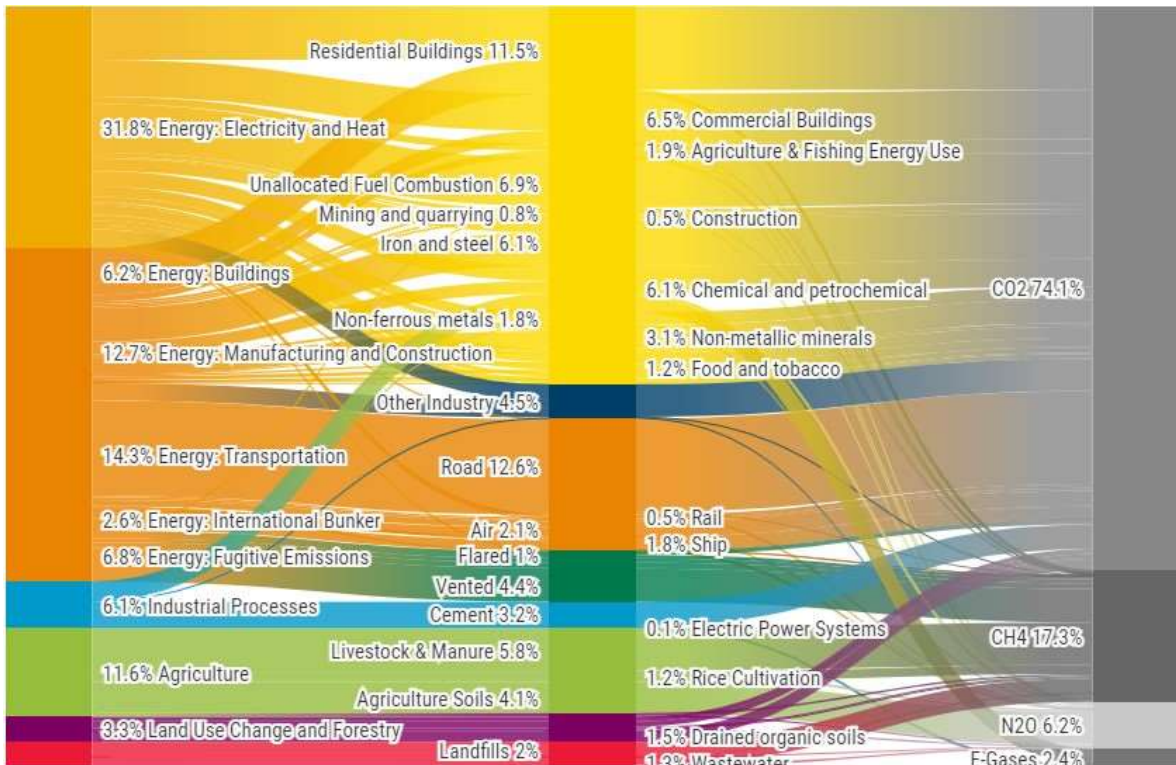 Residential Buildings 11.5%
31.8% Energy: Electricity and Heat
Unallocated Fuel Combustion 6.9%
Mining and quarrying 0.8%
Iron and steel 6.1%
6.2% Energy: Buildings
Non-ferrous metals 1.8%
12.7% Energy: Manufacturing and Construction
Other Industry 4.5%
14.3% Energy: Transportation
Road 12.6%
2.6% Energy: International Bunker
Air 2.1%
6.8% Energy: Fugitive Emissions
Flared 1%
Vented 4.4%
6.1% Industrial Processes
Cement 3.2%
Livestock & Manure 5.8%
11.6% Agriculture
Agriculture Soils 4.1%
3.3% Land Use Change and Forestry
Landfills 2%
6.5% Commercial Buildings
1.9% Agriculture & Fishing Energy Use
0.5% Construction
6.1% Chemical and petrochemical
3.1% Non-metallic minerals
1.2% Food and tobacco
0.5% Rail
1.8% Ship
0.1% Electric Power Systems
1.2% Rice Cultivation
1.5% Drained organic soils
1.3% Wastewater
CO2 74.1%
CH4 17.3%
N2O 6.2%
F-Gases 2.4%